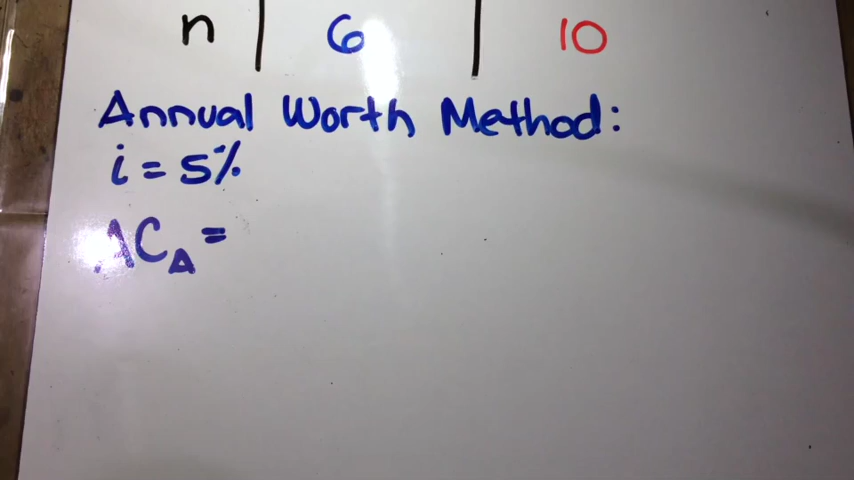 n 6 10
Annual Worth Method:
i = 5%
AC_A =